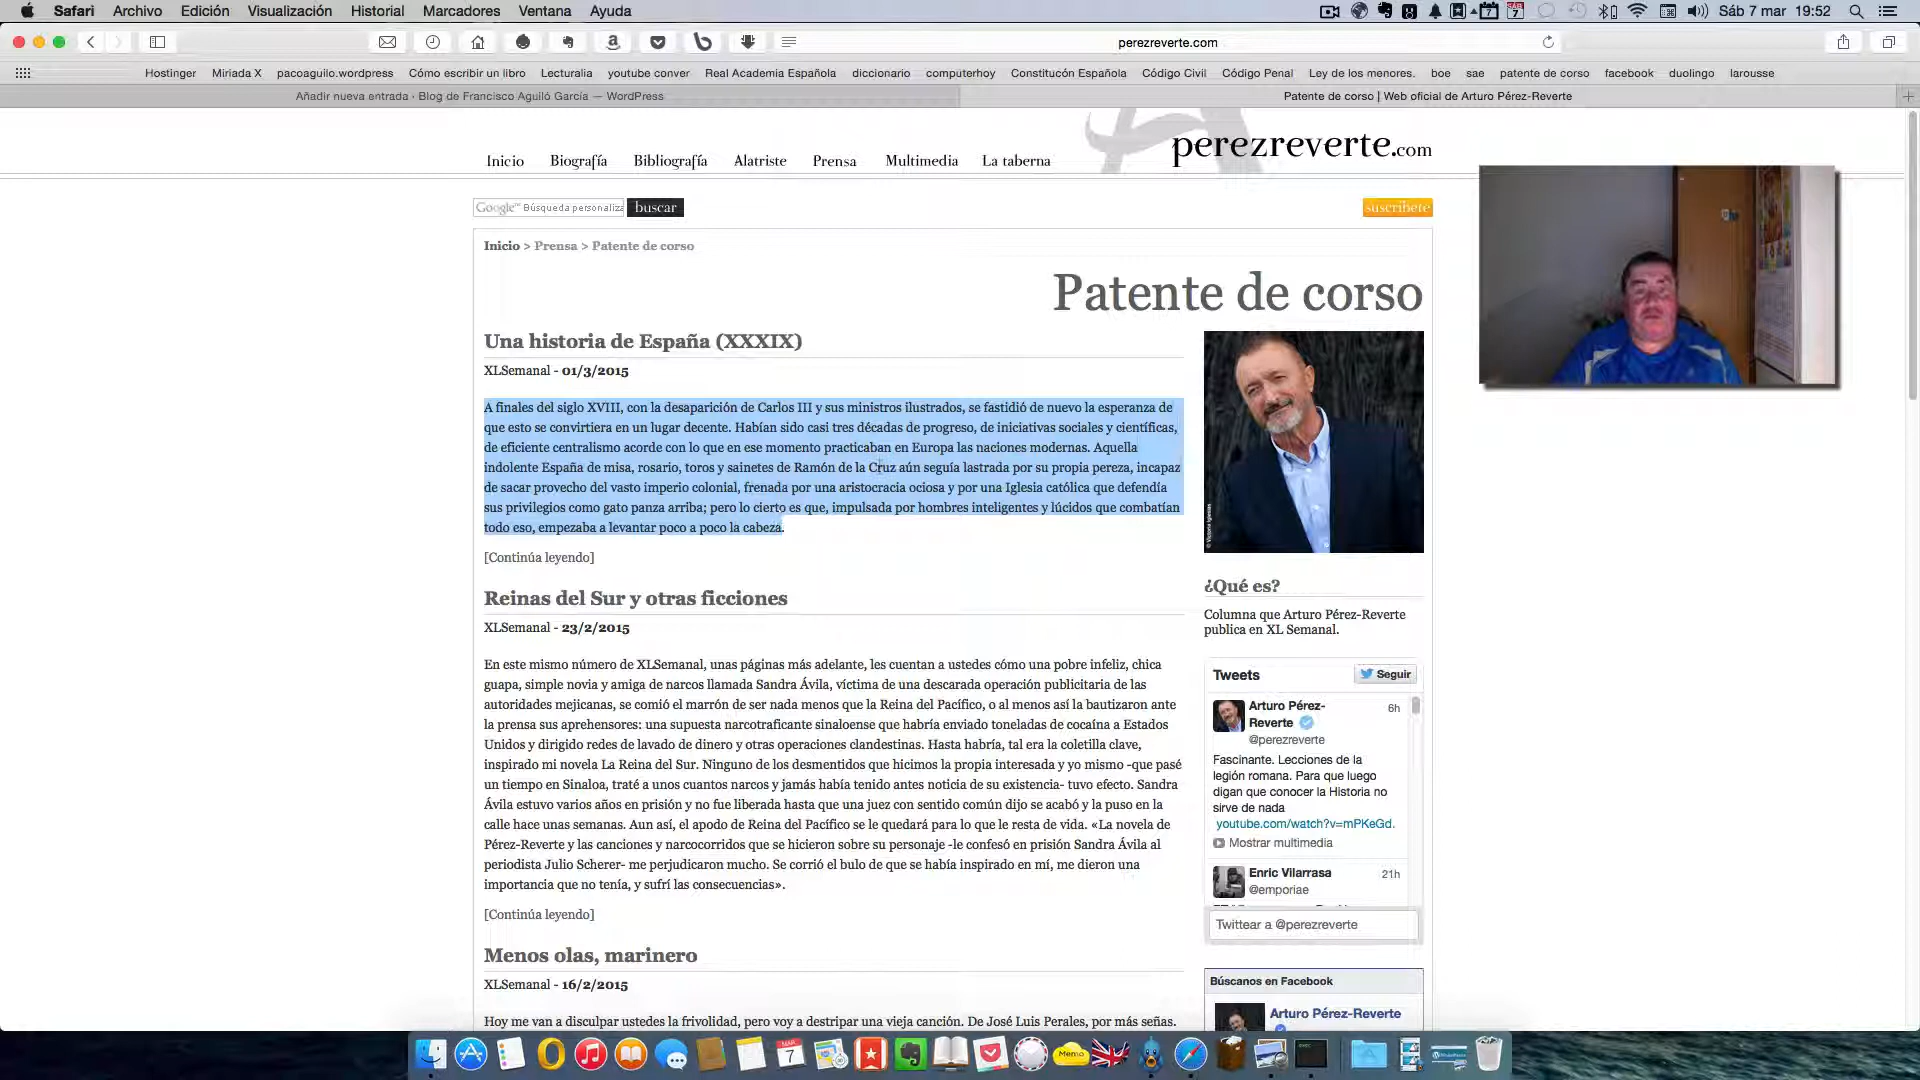 Safari Archivo Edición Visualización Historial Marcadores Ventana Ayuda
Sáb 7 mar 19:52
perezreverte.com
Hostinger Miriada X pacoaguilo.wordpress Cómo escribir un libro Lecturalia youtube conver Real Academia Española diccionario computerhoy Constitucón Española Código Civil Código Penal Ley de los menores. boe sae patente de corso facebook duolingo larousse
Añadir nueva entrada · Blog de Francisco Aguiló García — WordPress
Patente de corso | Web oficial de Arturo Pérez-Reverte
Inicio Biografía Bibliografía Alatriste Prensa Multimedia La taberna
perezreverte.com
Google™ Búsqueda personaliza
buscar
suscríbete
Inicio > Prensa > Patente de corso
Patente de corso
Una historia de España (XXXIX)
XLSemanal - 01/3/2015
A finales del siglo XVIII, con la desaparición de Carlos III y sus ministros ilustrados, se fastidió de nuevo la esperanza de
que esto se convirtiera en un lugar decente. Habían sido casi tres décadas de progreso, de iniciativas sociales y científicas,
de eficiente centralismo acorde con lo que en ese momento practicaban en Europa las naciones modernas. Aquella
indolente España de misa, rosario, toros y sainetes de Ramón de la Cruz aún seguía lastrada por su propia pereza, incapaz
de sacar provecho del vasto imperio colonial, frenada por una aristocracia ociosa y por una Iglesia católica que defendía
sus privilegios como gato panza arriba; pero lo cierto es que, impulsada por hombres inteligentes y lúcidos que combatían
todo eso, empezaba a levantar poco a poco la cabeza.
[Continúa leyendo]
Reinas del Sur y otras ficciones
XLSemanal - 23/2/2015
En este mismo número de XLSemanal, unas páginas más adelante, les cuentan a ustedes cómo una pobre infeliz, chica
guapa, simple novia y amiga de narcos llamada Sandra Ávila, víctima de una descarada operación publicitaria de las
autoridades mejicanas, se comió el marrón de ser nada menos que la Reina del Pacífico, o al menos así la bautizaron ante
la prensa sus aprehensores: una supuesta narcotraficante sinaloense que habría enviado toneladas de cocaína a Estados
Unidos y dirigido redes de lavado de dinero y otras operaciones clandestinas. Hasta habría, tal era la coletilla clave,
inspirado mi novela La Reina del Sur. Ninguno de los desmentidos que hicimos la propia interesada y yo mismo -que pasé
un tiempo en Sinaloa, traté a unos cuantos narcos y jamás había tenido antes noticia de su existencia- tuvo efecto. Sandra
Ávila estuvo varios años en prisión y no fue liberada hasta que una juez con sentido común dijo se acabó y la puso en la
calle hace unas semanas. Aun así, el apodo de Reina del Pacífico se le quedará para lo que le resta de vida. «La novela de
Pérez-Reverte y las canciones y narcocorridos que se hicieron sobre su personaje -le confesó en prisión Sandra Ávila al
periodista Julio Scherer- me perjudicaron mucho. Se corrió el bulo de que se había inspirado en mí, me dieron una
importancia que no tenía, y sufrí las consecuencias».
[Continúa leyendo]
Menos olas, marinero
XLSemanal - 16/2/2015
Hoy me van a disculpar ustedes la frivolidad, pero voy a destripar una vieja canción. De José Luis Perales, por más señas.
¿Qué es?
Columna que Arturo Pérez-Reverte
publica en XL Semanal.
Tweets
Seguir
Arturo Pérez-
Reverte
6h
@perezreverte
Fascinante. Lecciones de la
legión romana. Para que luego
digan que conocer la Historia no
sirve de nada
youtube.com/watch?v=mPKeGd.
Mostrar multimedia
Enric Vilarrasa
21h
@emporiae
Twittear a @perezreverte
Búscanos en Facebook
Arturo Pérez-Reverte
MAR
7
Memo